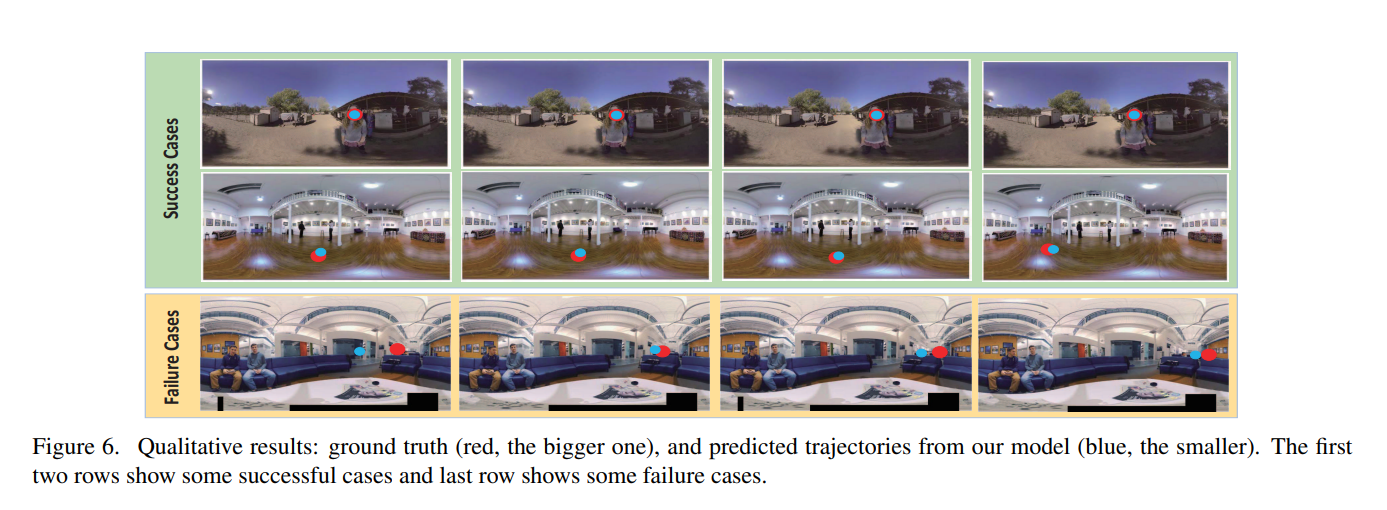 Success Cases
Failure Cases
Figure 6. Qualitative results: ground truth (red, the bigger one), and predicted trajectories from our model (blue, the smaller). The first
two rows show some successful cases and last row shows some failure cases.